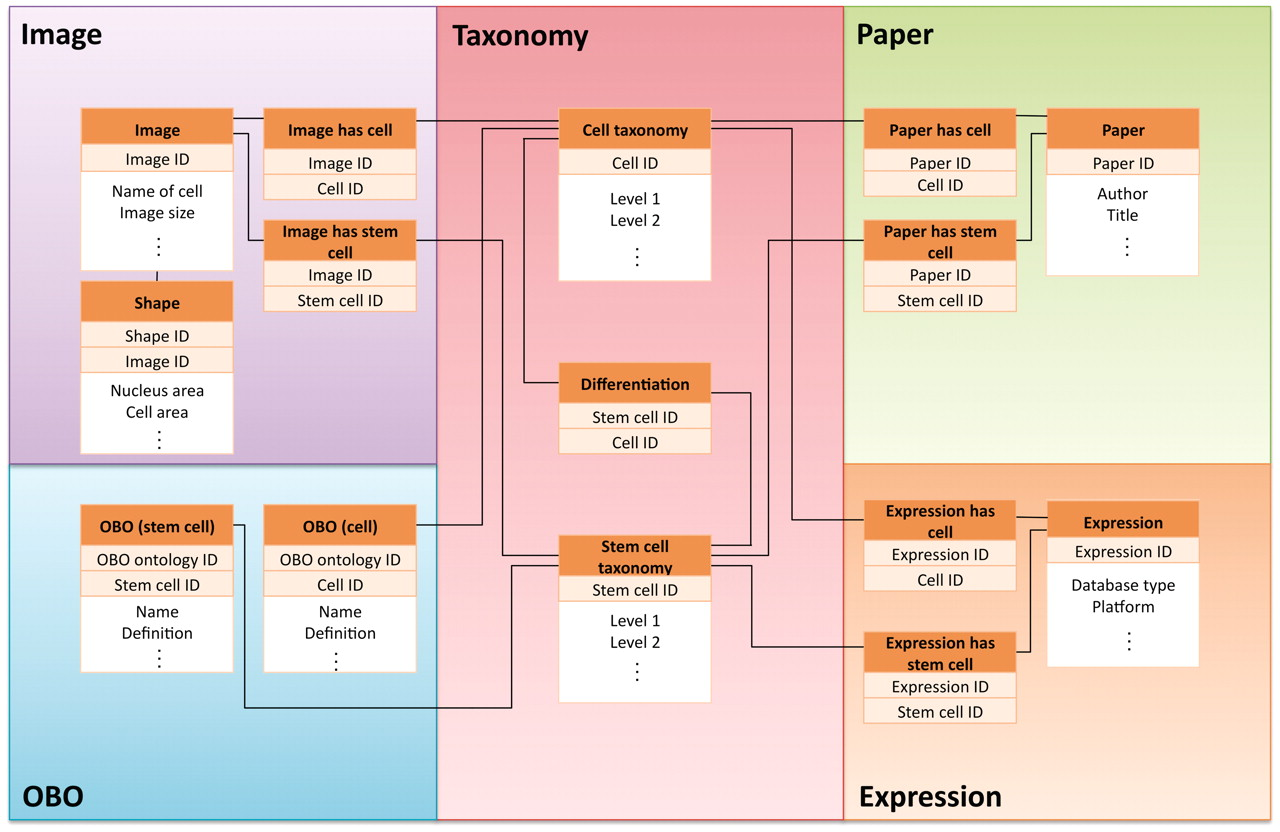 Image
Image
Image ID
Name of cell
Image size
Image has cell
Image ID
Cell ID
Image has stem
cell
Image ID
Stem cell ID
Shape
Shape ID
Image ID
Nucleus area
Cell area
Taxonomy
Cell taxonomy
Cell ID
Level 1
Level 2
Differentiation
Stem cell ID
Cell ID
Stem cell
taxonomy
Stem cell ID
Level 1
Level 2
Paper
Paper has cell
Paper ID
Cell ID
Paper
Paper ID
Author
Title
Paper has stem
cell
Paper ID
Stem cell ID
OBO (stem cell)
OBO ontology ID
Stem cell ID
Name
Definition
OBO (cell)
OBO ontology ID
Cell ID
Name
Definition
OBO
Expression has
cell
Expression ID
Cell ID
Expression
Expression ID
Database type
Platform
Expression has
stem cell
Expression ID
Stem cell ID
Expression